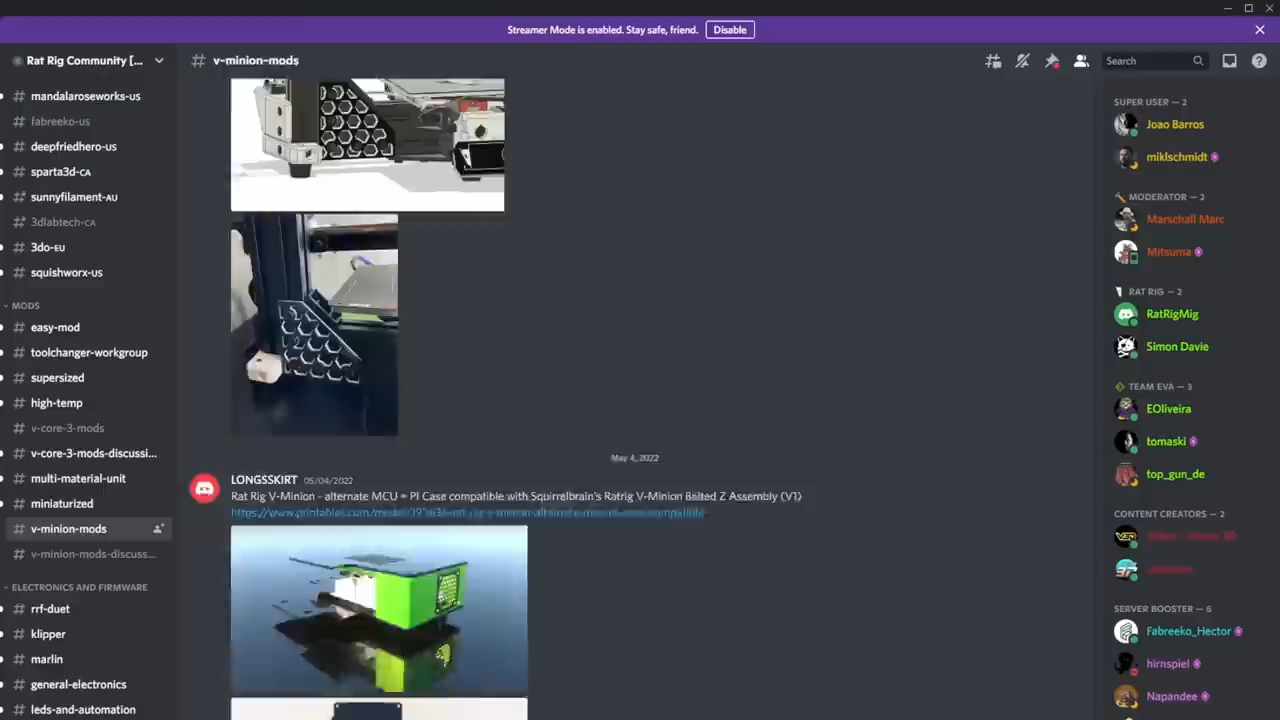 Streamer Mode is enabled. Stay safe, friend. Disable
Rat Rig Community [...
# v-minion-mods
Search
# mandalaroseworks-us
# fabreeko-us
# deepfriedhero-us
# sparta3d-CA
# sunnyfilament-AU
# 3dlabtech-CA
# 3do-EU
# squishworx-us
MODS
# easy-mod
# toolchanger-workgroup
# supersized
# high-temp
# v-core-3-mods
# v-core-3-mods-discussi...
# multi-material-unit
# miniaturized
# v-minion-mods
# v-minion-mods-discuss...
ELECTRONICS AND FIRMWARE
# rrf-duet
# klipper
# marlin
# general-electronics
# leds-and-automation
May 4, 2022
LONGSSKIRT 05/04/2022
Rat Rig V-Minion - alternate MCU + PI Case compatible with Squirrelbrain's Ratrig V-Minion Belted Z Assembly (V1)
SUPER USER — 2
Joao Barros
miklschmidt
MODERATOR — 2
Marschall Marc
Mitsuma
RAT RIG — 2
RatRigMig
Simon Davie
TEAM EVA — 3
EOliveira
tomaski
top_gun_de
CONTENT CREATORS — 2
SERVER BOOSTER — 6
Fabreeko_Hector
hirnspiel
Napandee